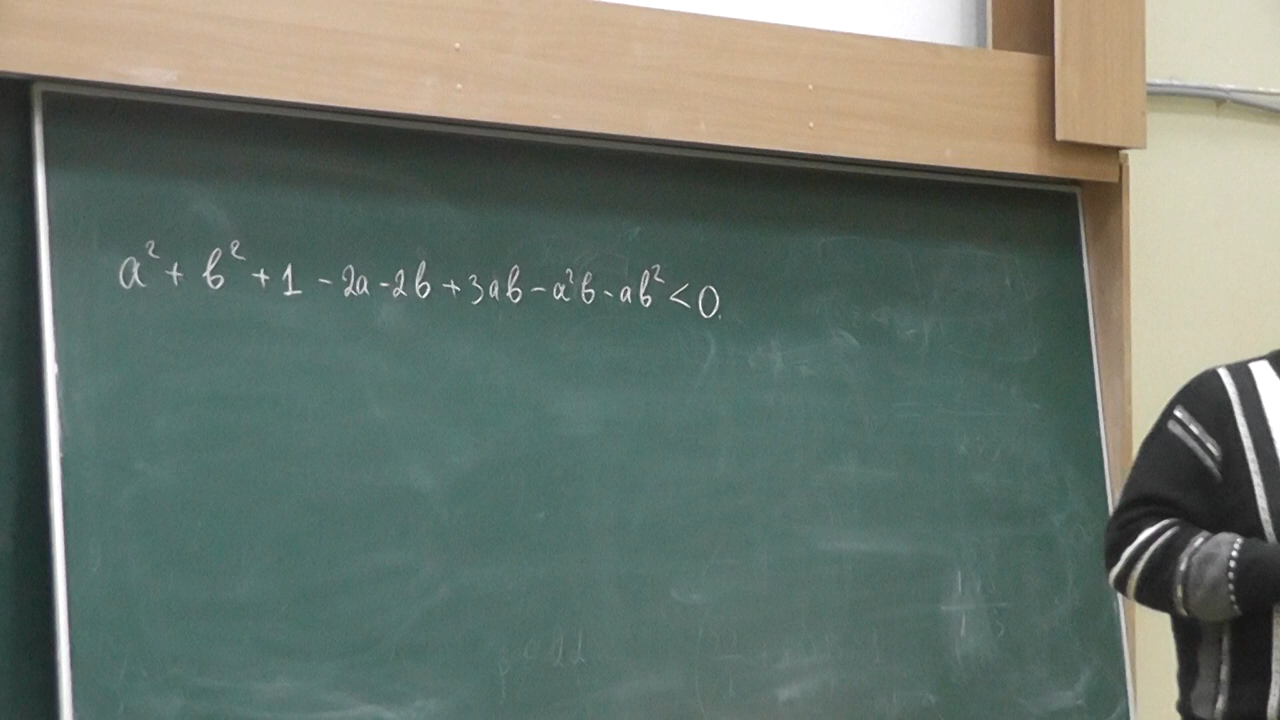 a² + b² + 1 - 2a - 2b + 3ab - a²b - ab² < 0.